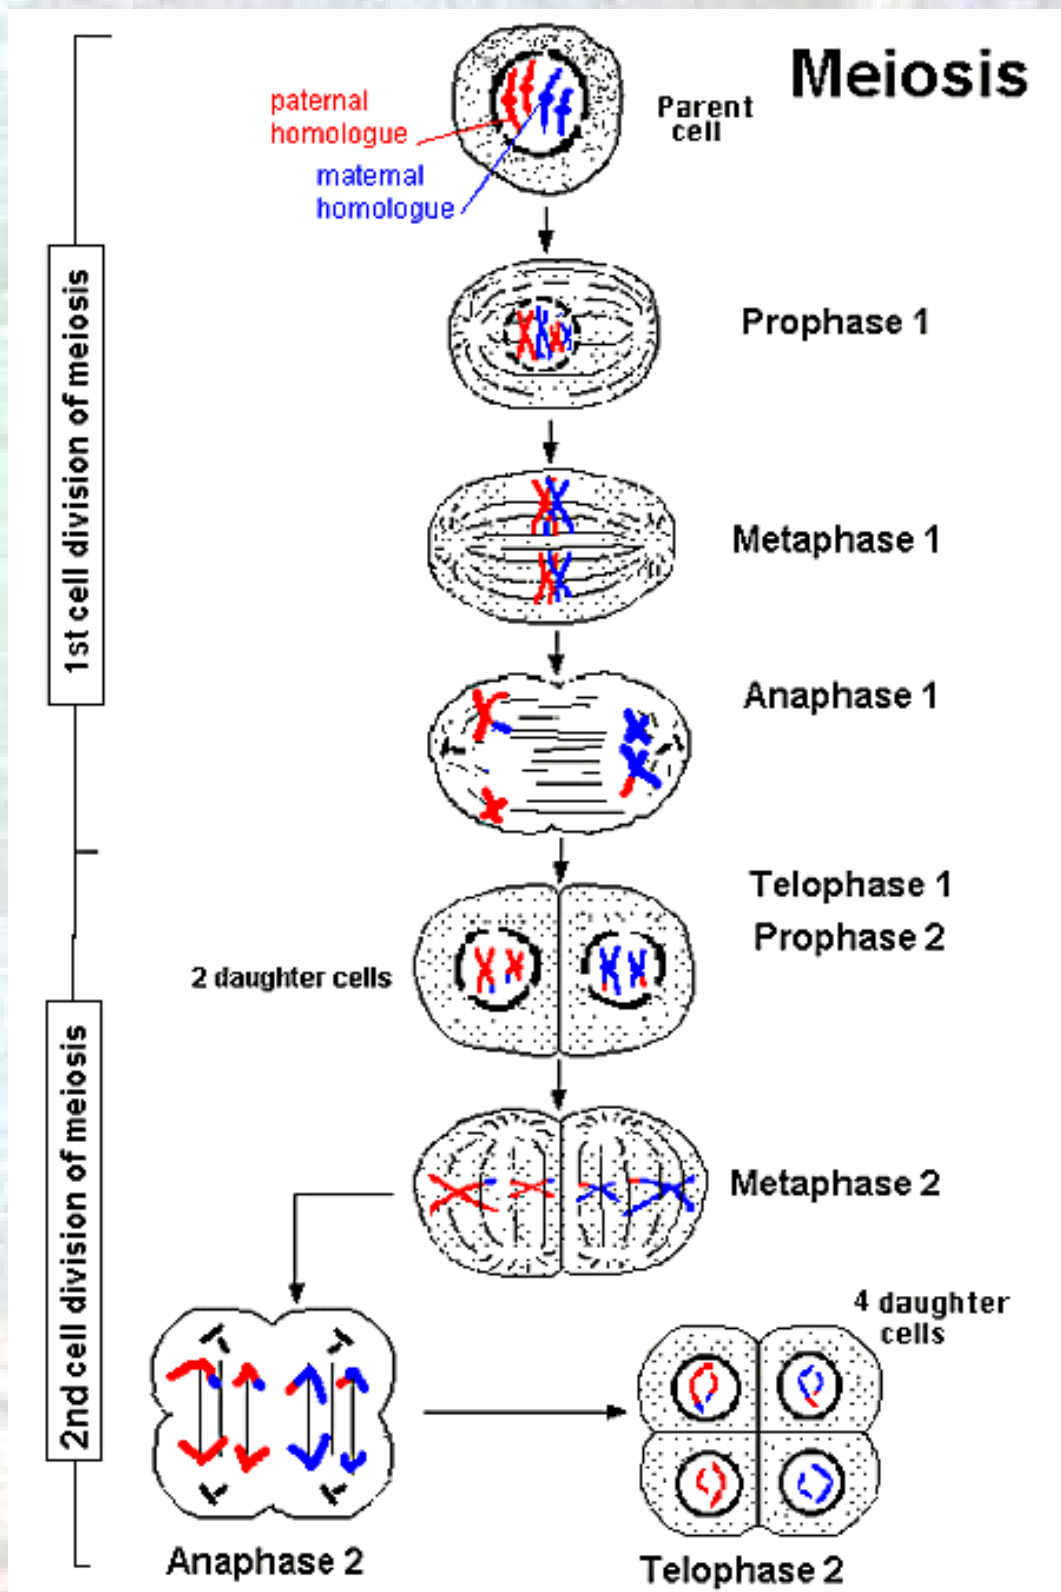 Meiosis
paternal
homologue
Parent
cell
maternal
homologue
1st cell division of meiosis
Prophase 1
Metaphase 1
Anaphase 1
Telophase 1
Prophase 2
2 daughter cells
2nd cell division of meiosis
Metaphase 2
4 daughter
cells
Anaphase 2
Telophase 2